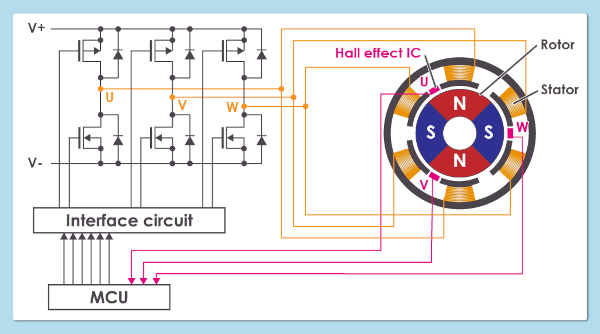 V+
Hall effect IC
Rotor
U
Stator
N
U
V
W
S
S
W
V-
N
V
Interface circuit
MCU